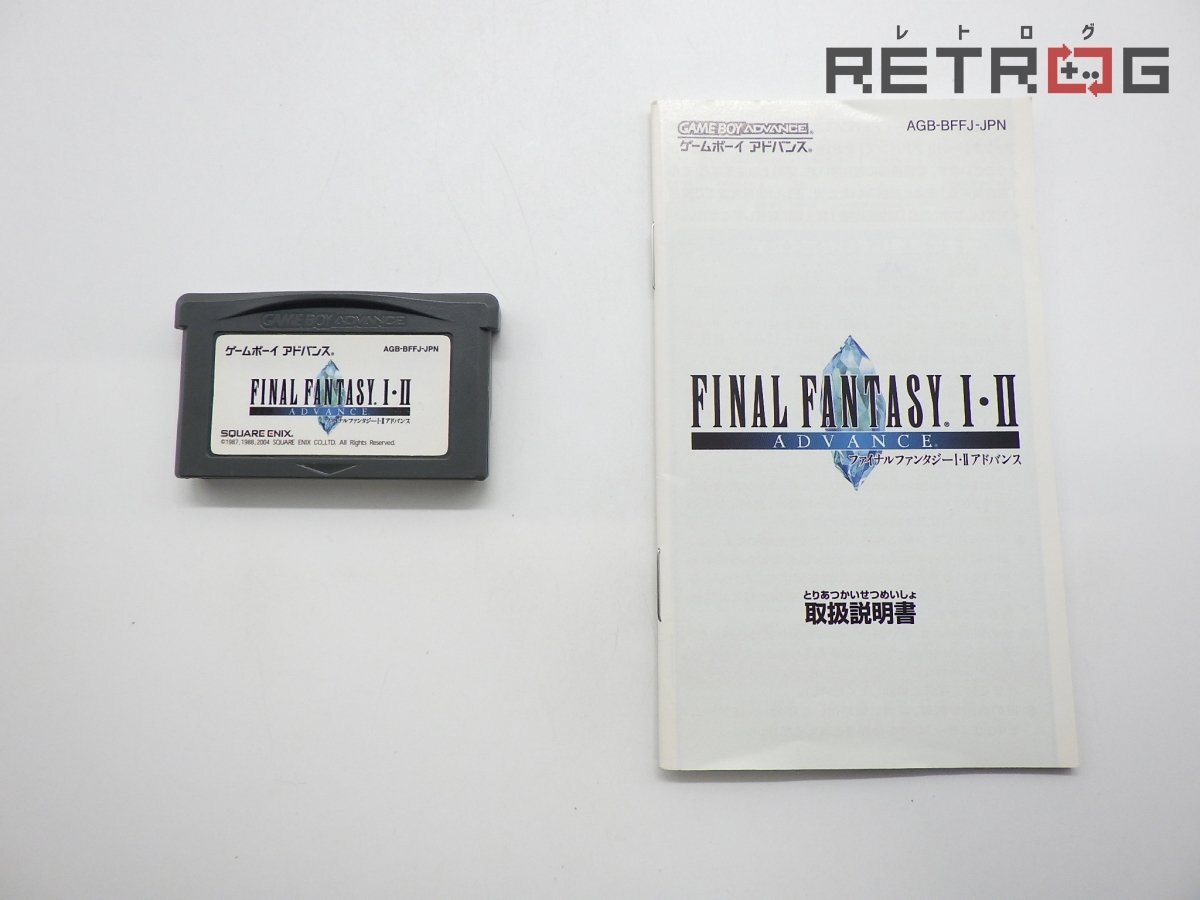 レトログ
RETROG
GAME BOY ADVANCE
ゲームボーイ アドバンス®
AGB-BFFJ-JPN
FINAL FANTASY® I・II
ADVANCE
ファイナルファンタジーI・II アドバンス
SQUARE ENIX.
©1987, 1988, 2004 SQUARE ENIX CO.,LTD. All Rights Reserved.
GAME BOY ADVANCE®
ゲームボーイ アドバンス®
AGB-BFFJ-JPN
FINAL FANTASY® I・II
ADVANCE®
ファイナルファンタジーI・II アドバンス
とりあつかいせつめいしょ
取扱説明書